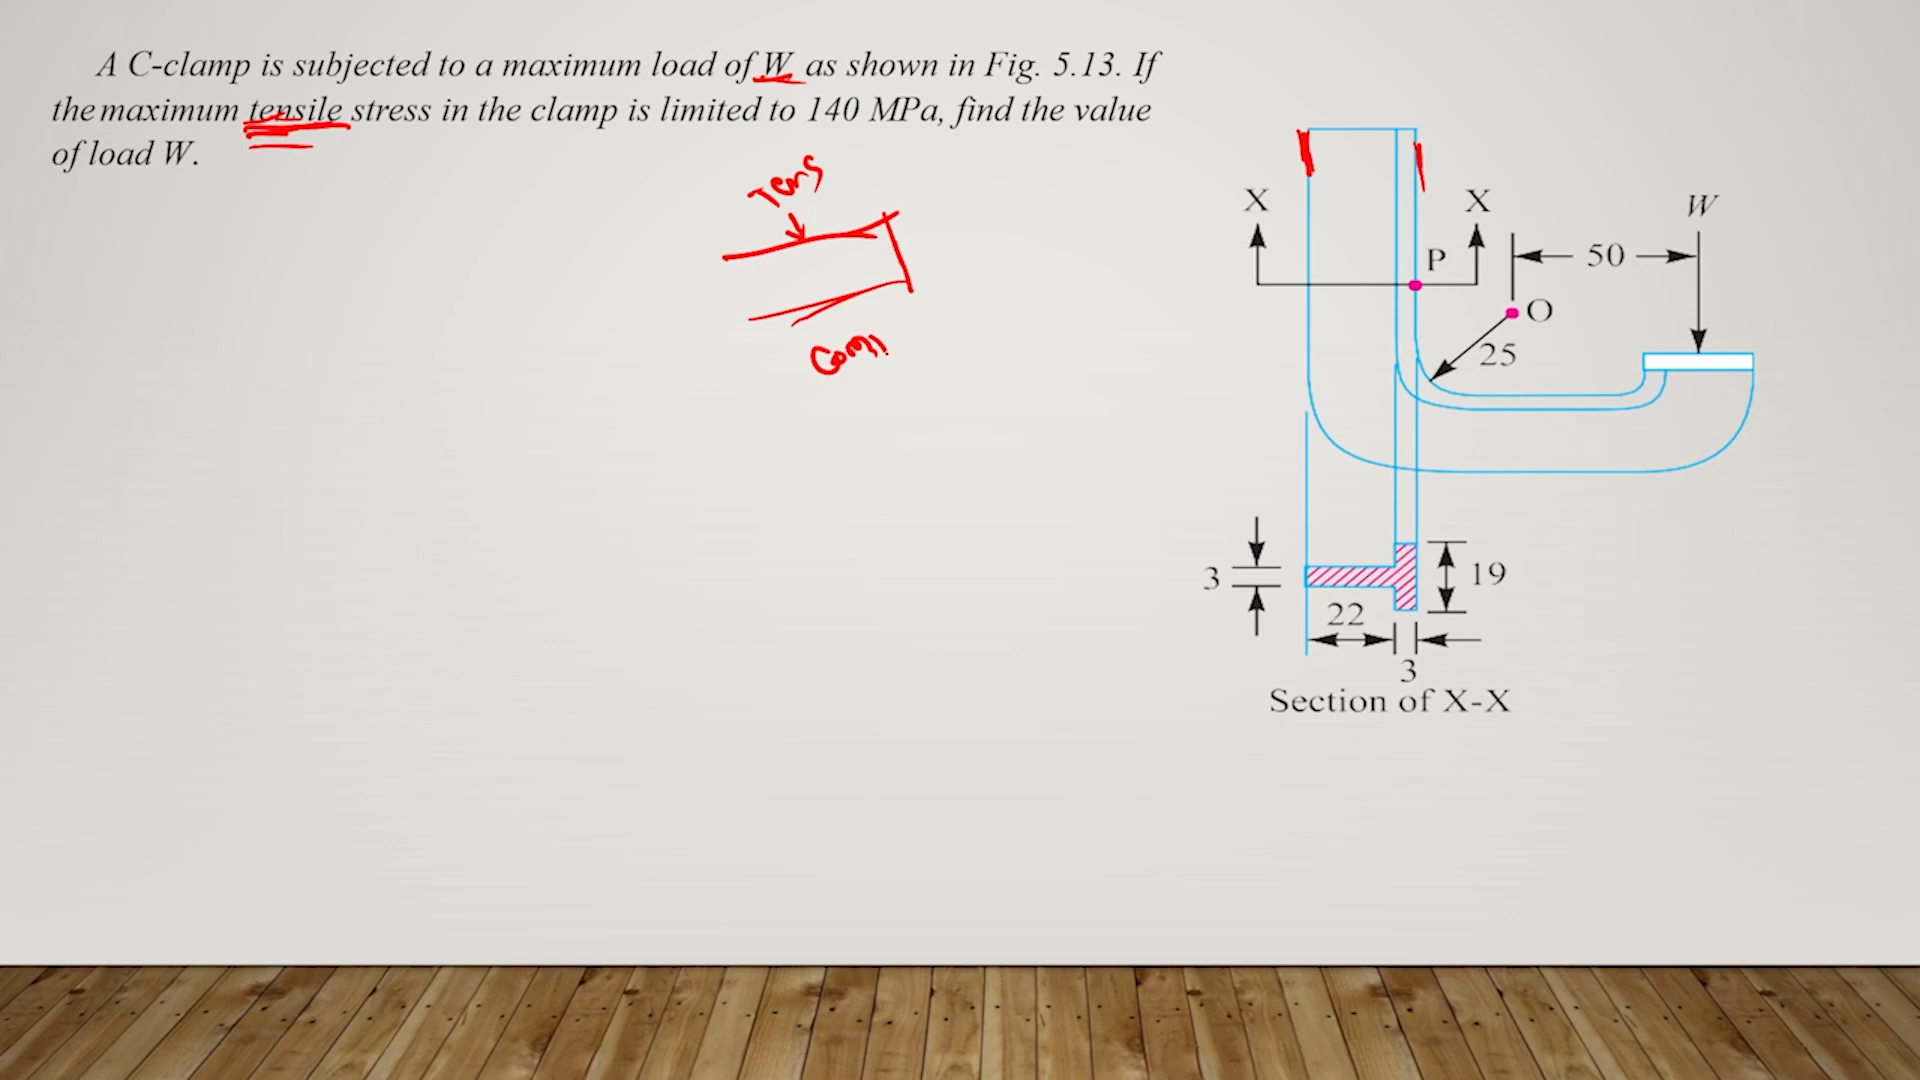 A C-clamp is subjected to a maximum load of W as shown in Fig. 5.13. If
the maximum tensile stress in the clamp is limited to 140 MPa, find the value
of load W.
Tens
Comp.
X
X
W
P
50
O
25
3
19
22
3
Section of X-X